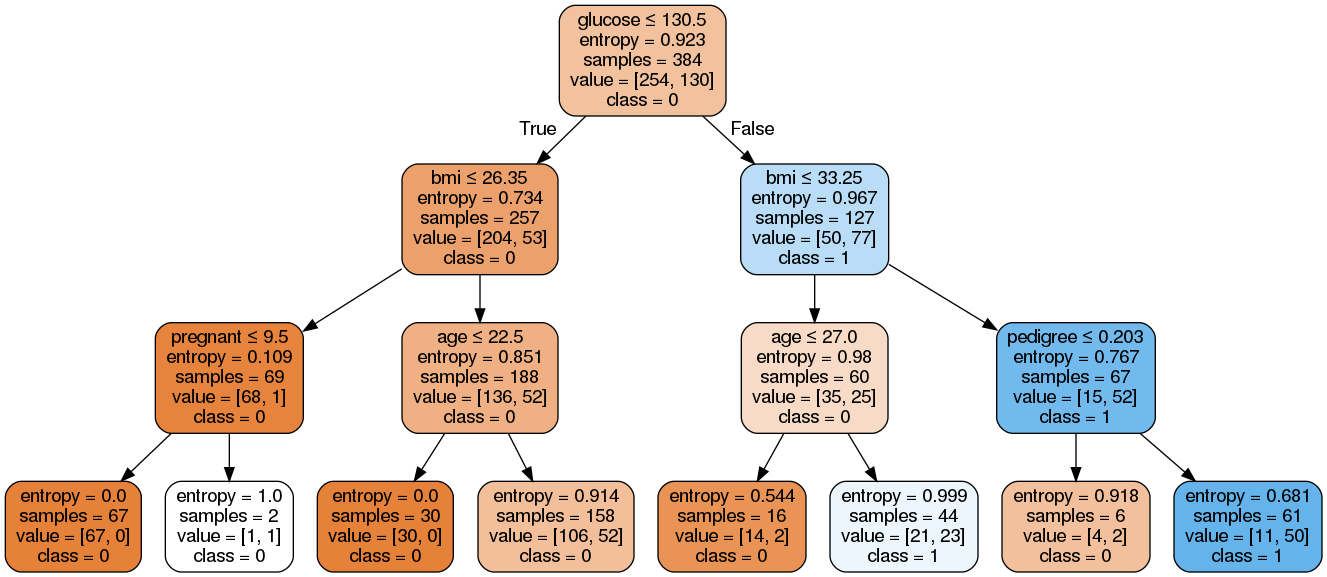 glucose ≤ 130.5
entropy = 0.923
samples = 384
value = [254, 130]
class = 0
True
False
bmi ≤ 26.35
entropy = 0.734
samples = 257
value = [204, 53]
class = 0
bmi ≤ 33.25
entropy = 0.967
samples = 127
value = [50, 77]
class = 1
pregnant ≤ 9.5
entropy = 0.109
samples = 69
value = [68, 1]
class = 0
age ≤ 22.5
entropy = 0.851
samples = 188
value = [136, 52]
class = 0
age ≤ 27.0
entropy = 0.98
samples = 60
value = [35, 25]
class = 0
pedigree ≤ 0.203
entropy = 0.767
samples = 67
value = [15, 52]
class = 1
entropy = 0.0
samples = 67
value = [67, 0]
class = 0
entropy = 1.0
samples = 2
value = [1, 1]
class = 0
entropy = 0.0
samples = 30
value = [30, 0]
class = 0
entropy = 0.914
samples = 158
value = [106, 52]
class = 0
entropy = 0.544
samples = 16
value = [14, 2]
class = 0
entropy = 0.999
samples = 44
value = [21, 23]
class = 1
entropy = 0.918
samples = 6
value = [4, 2]
class = 0
entropy = 0.681
samples = 61
value = [11, 50]
class = 1